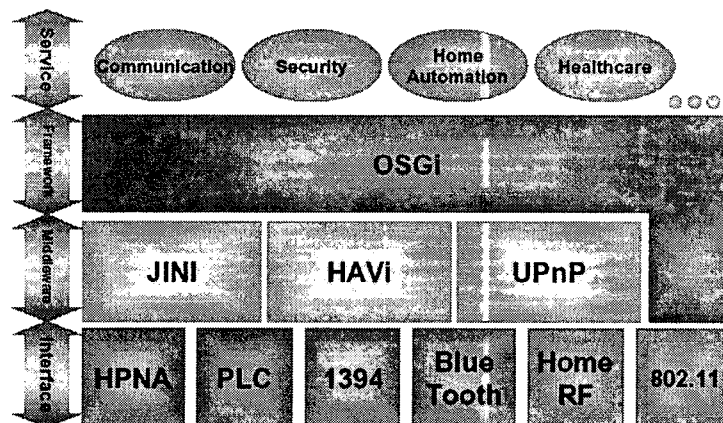 Service
Communication
Security
Home
Automation
Healthcare
Framework
OSGi
Middleware
JINI
HAVi
UPnP
Interface
HPNA
PLC
1394
Blue
Tooth
Home
RF
802.11